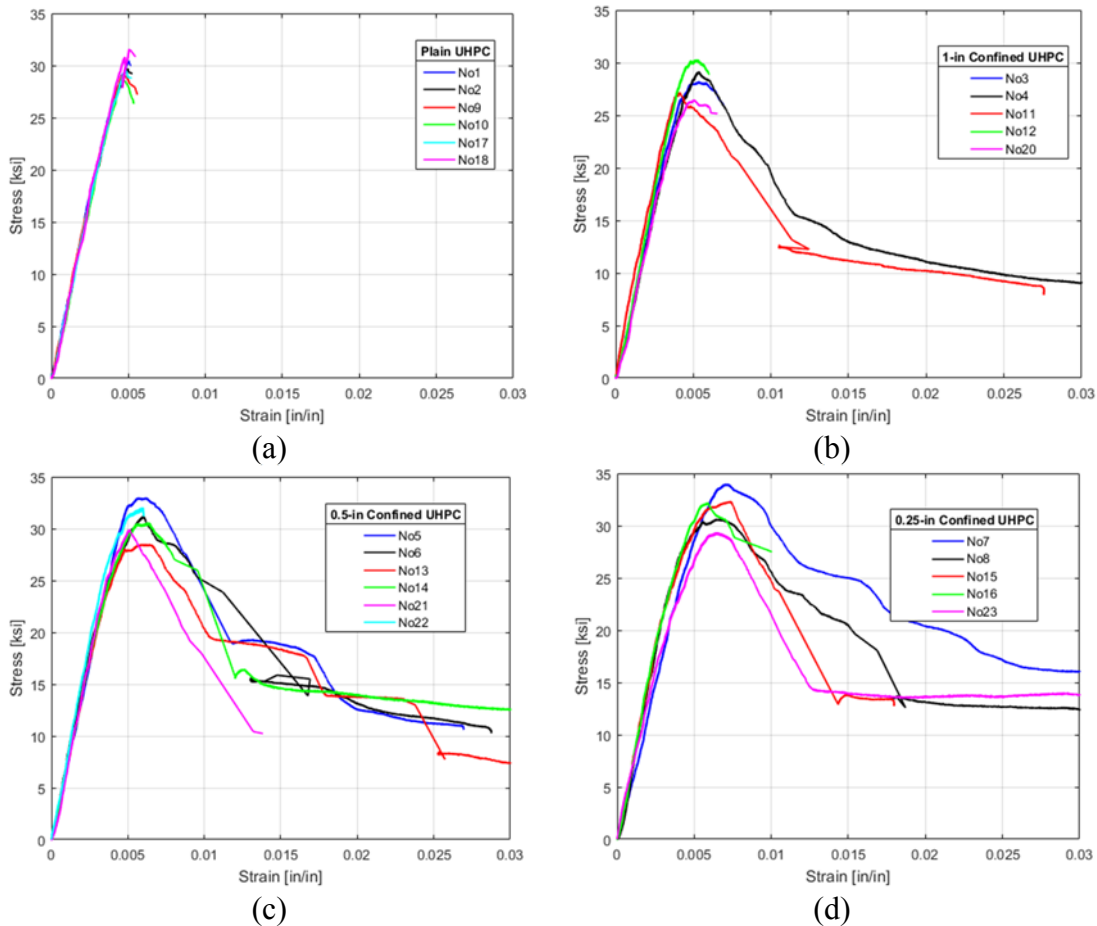 35
30
25
20
15
10
5
0
Stress [ksi]
Plain UHPC
No1
No2
No9
No10
No17
No18
0 0.005 0.01 0.015 0.02 0.025 0.03
Strain [in/in]
(a)
35
30
25
20
15
10
5
0
Stress [ksi]
1-in Confined UHPC
No3
No4
No11
No12
No20
0 0.005 0.01 0.015 0.02 0.025 0.03
Strain [in/in]
(b)
35
30
25
20
15
10
5
0
Stress [ksi]
0.5-in Confined UHPC
No5
No6
No13
No14
No21
No22
0 0.005 0.01 0.015 0.02 0.025 0.03
Strain [in/in]
(c)
35
30
25
20
15
10
5
0
Stress [ksi]
0.25-in Confined UHPC
No7
No8
No15
No16
No23
0 0.005 0.01 0.015 0.02 0.025 0.03
Strain [in/in]
(d)